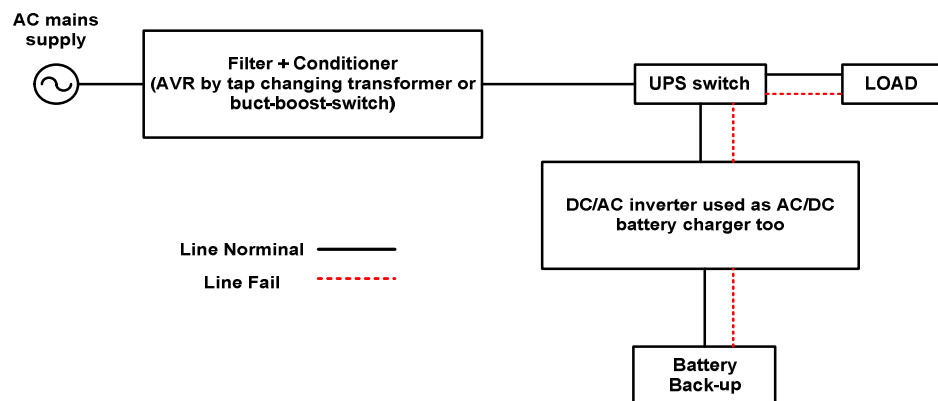 AC mains
supply
Filter + Conditioner
(AVR by tap changing transformer or
buct-boost-switch)
UPS switch
LOAD
DC/AC inverter used as AC/DC
battery charger too
Line Norminal
Line Fail
Battery
Back-up